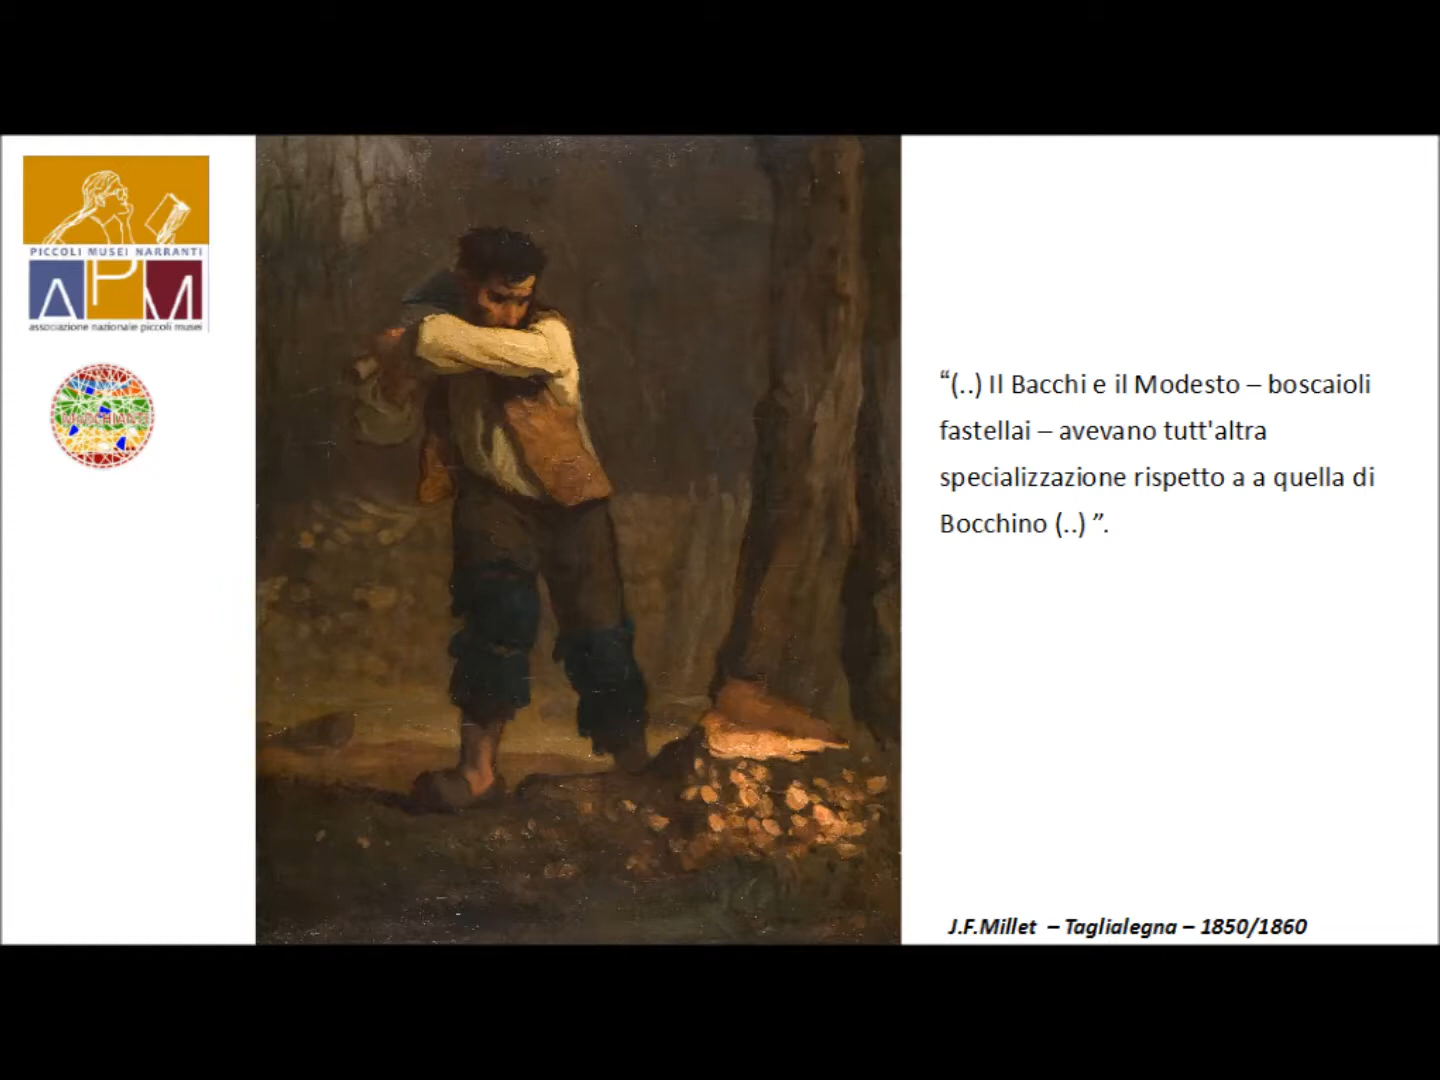 PICCOLI MUSEI NARRANTI
APM
associazione nazionale piccoli musei
“(..) Il Bacchi e il Modesto – boscaioli
fastellai – avevano tutt'altra
specializzazione rispetto a a quella di
Bocchino (..) ”.
J.F.Millet – Taglialegna – 1850/1860